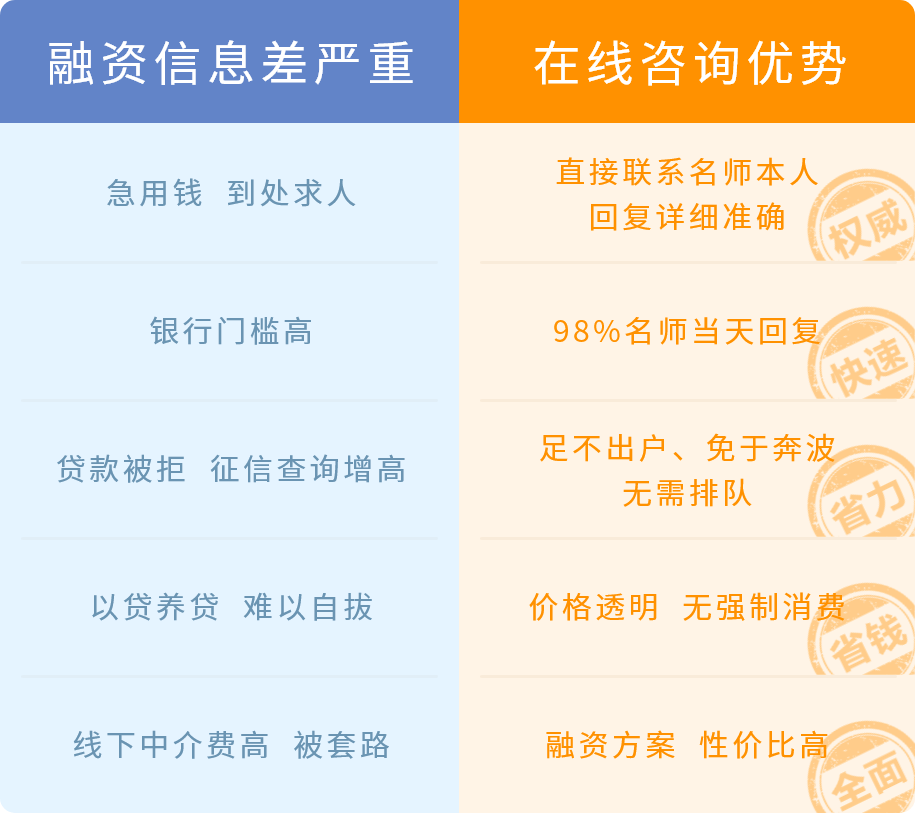 融资信息差严重
在线咨询优势
急用钱 到处求人
直接联系名师本人
回复详细准确
权威
银行门槛高
98%名师当天回复
快速
贷款被拒 征信查询增高
足不出户、免于奔波
无需排队
省力
以贷养贷 难以自拔
价格透明 无强制消费
省钱
线下中介费高 被套路
融资方案 性价比高
全面